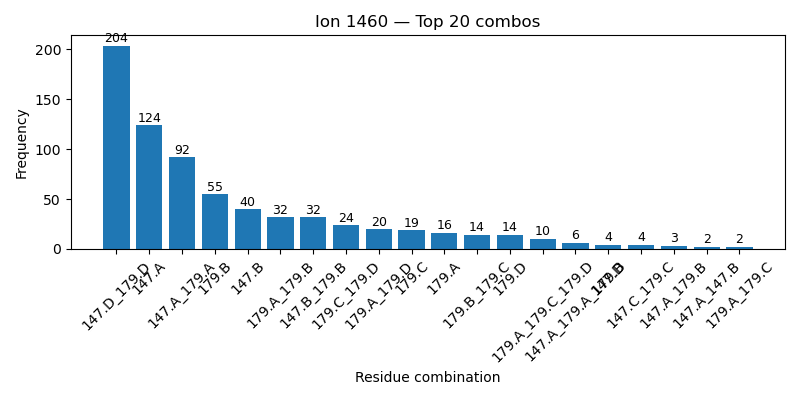 Ion 1460 — Top 20 combos
Frequency
200
150
100
50
0
204
124
92
55
40
32
32
24
20
19
16
14
14
10
6
4
4
3
2
2
147.D_179.D
147.A
147.A_179.A
179.B
147.B
179.A_179.B
147.B_179.B
179.C_179.D
179.A_179.D
179.C
179.A
179.B_179.C
179.D
179.A_179.C_179.D
147.A_179.A_179.B
147.C_179.C
147.A_179.B
147.A_147.B
179.A_179.C
Residue combination